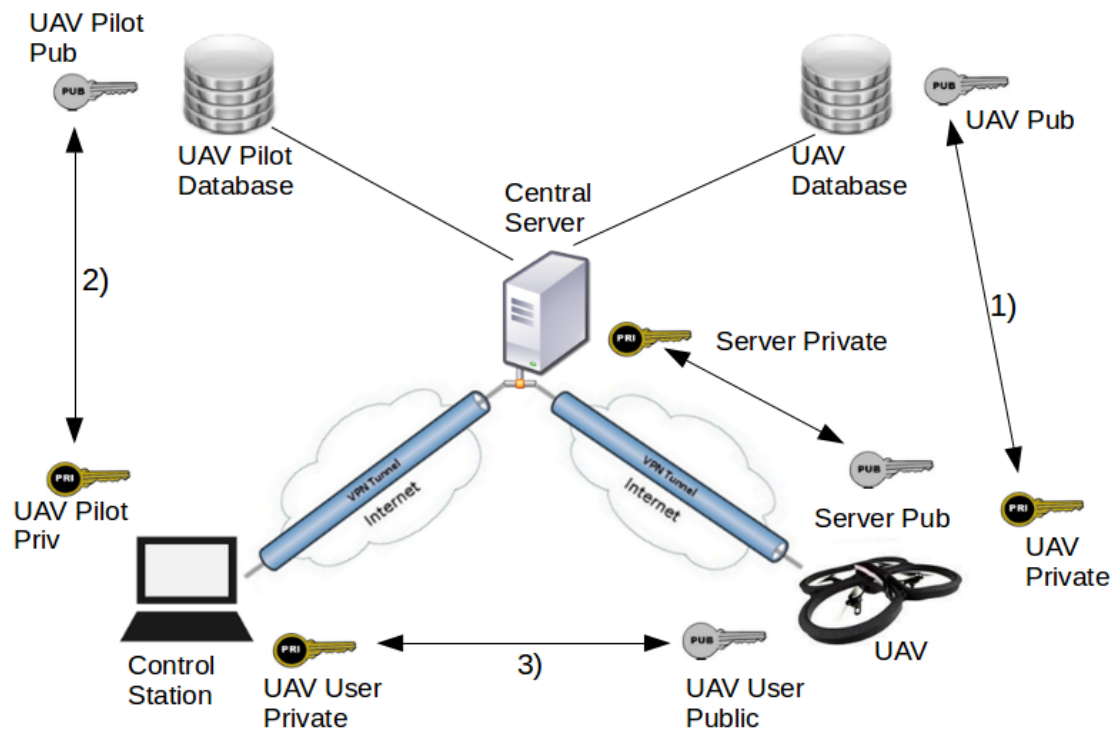 UAV Pilot
Pub
PUB
UAV Pilot
Database
UAV
Database
PUB
UAV Pub
Central
Server
2)
1)
PRI
Server Private
PRI
UAV Pilot
Priv
VPN Tunnel
Internet
VPN Tunnel
Internet
PUB
Server Pub
PRI
UAV
Private
Control
Station
PRI
UAV User
Private
3)
PUB
UAV User
Public
UAV